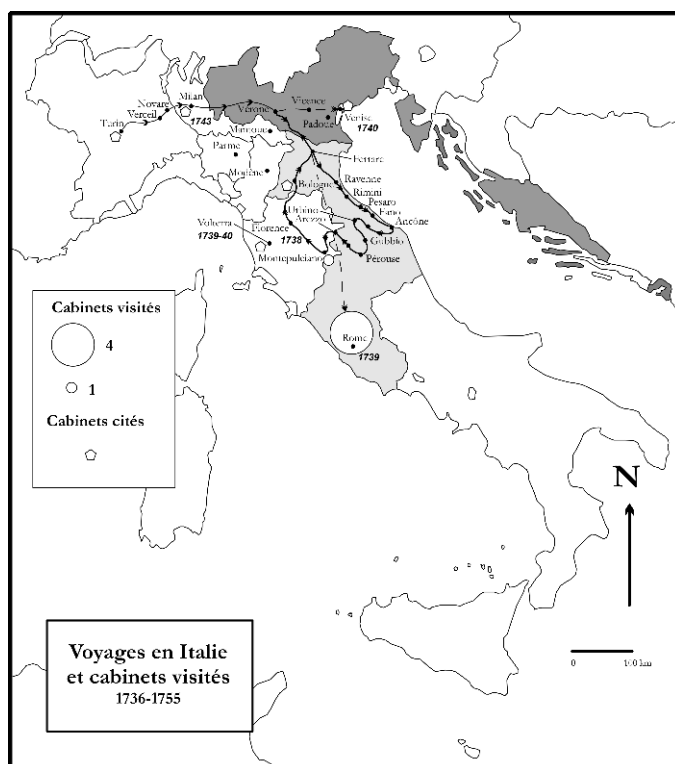 Milan
Novare
Verceil
Turin
1743
Vérone
Vicence
Padoue
Venise
1740
Mantoue
Parme
Modène
Ferrare
Bologne
Ravenne
Rimini
Pesaro
Fano
Ancône
Urbino
Arezzo
Volterra
1739-40
Florence
1738
Gubbio
Montepulciano
Pérouse
Rome
1739
Cabinets visités
4
1
Cabinets cités
N
0 100 km
Voyages en Italie
et cabinets visités
1736-1755